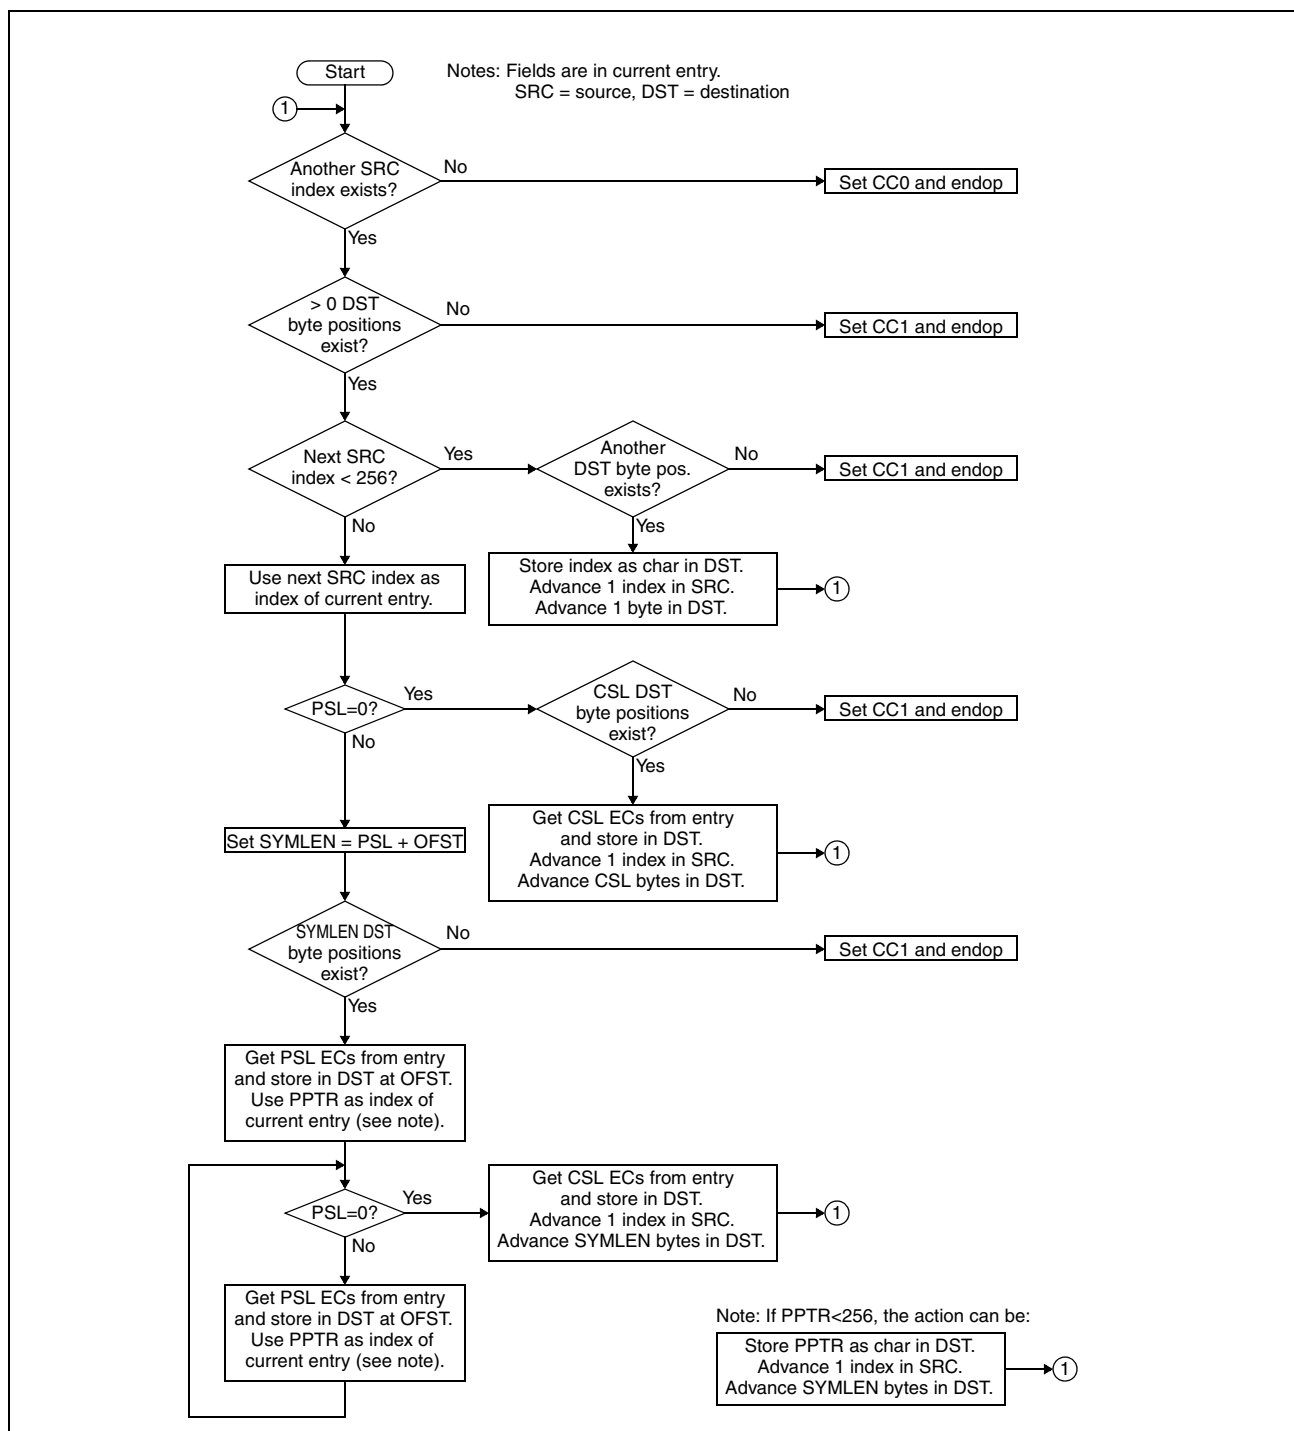 Start
Notes: Fields are in current entry.
SRC = source, DST = destination
1
Another SRC
index exists?
No
Set CC0 and endop
Yes
> 0 DST
byte positions
exist?
No
Set CC1 and endop
Yes
Next SRC
index < 256?
Yes
Another
DST byte pos.
exists?
No
Set CC1 and endop
No
Yes
Use next SRC index as
index of current entry.
Store index as char in DST.
Advance 1 index in SRC.
Advance 1 byte in DST.
1
PSL=0?
Yes
CSL DST
byte positions
exist?
No
Set CC1 and endop
No
Yes
Set SYMLEN = PSL + OFST
Get CSL ECs from entry
and store in DST.
Advance 1 index in SRC.
Advance CSL bytes in DST.
1
SYMLEN DST
byte positions
exist?
No
Set CC1 and endop
Yes
Get PSL ECs from entry
and store in DST at OFST.
Use PPTR as index of
current entry (see note).
PSL=0?
Yes
Get CSL ECs from entry
and store in DST.
Advance 1 index in SRC.
Advance SYMLEN bytes in DST.
1
No
Get PSL ECs from entry
and store in DST at OFST.
Use PPTR as index of
current entry (see note).
Note: If PPTR<256, the action can be:
Store PPTR as char in DST.
Advance 1 index in SRC.
Advance SYMLEN bytes in DST.
1